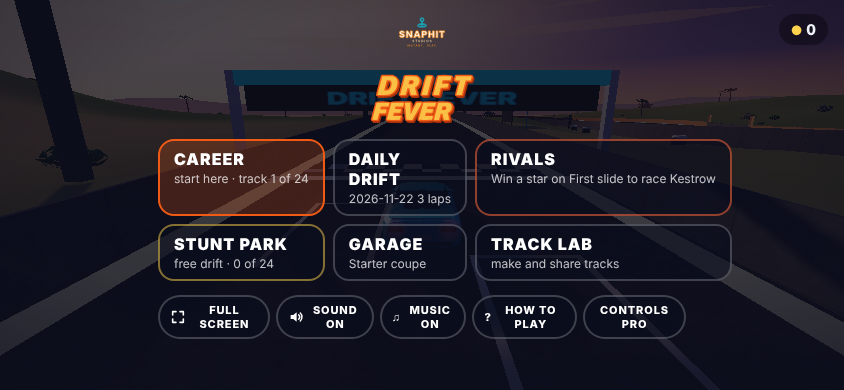 SNAPHIT
STUDIOS
0
DRIFT
FEVER
CAREER
start here · track 1 of 24
DAILY
DRIFT
2026-11-22 3 laps
RIVALS
Win a star on First slide to race Kestrow
STUNT PARK
free drift · 0 of 24
GARAGE
Starter coupe
TRACK LAB
make and share tracks
FULL
SCREEN
SOUND
ON
♫ MUSIC
ON
? HOW TO
PLAY
CONTROLS
PRO